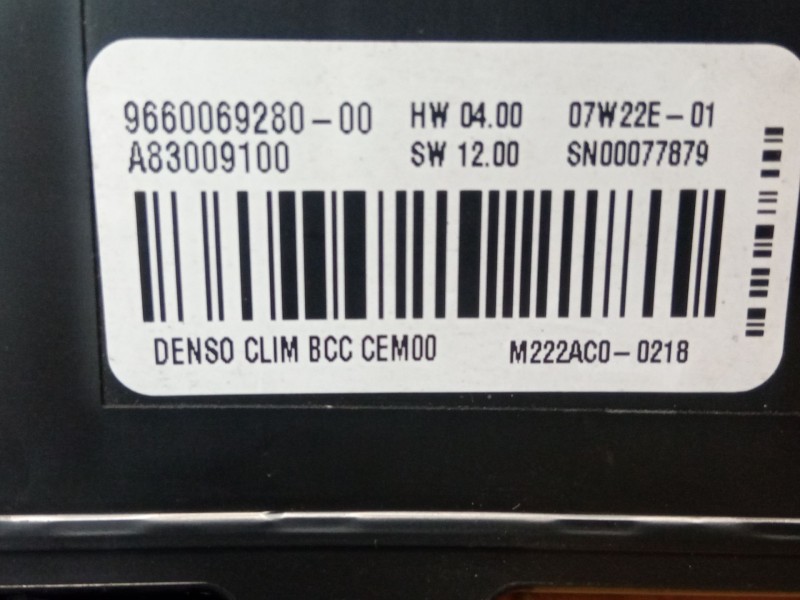 9660069280-00 HW 04.00 07W22E-01
A83009100 SW 12.00 SN00077879
DENSO CLIM BCC CEM00 M222AC0-0218